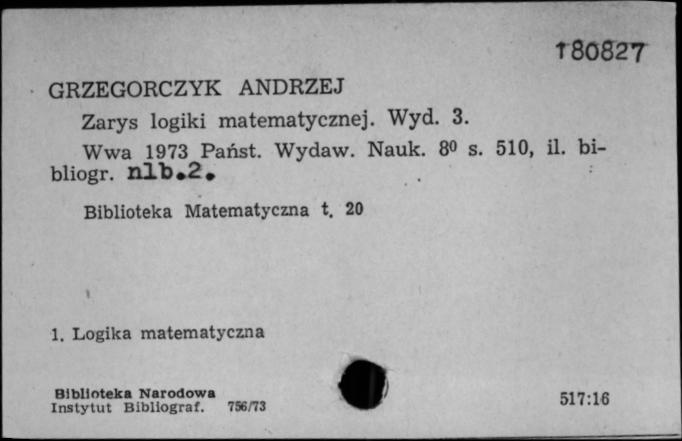 180827
GRZEGORCZYK ANDRZEJ
Zarys logiki matematycznej. Wyd. 3.
Wwa 1973 Państ. Wydaw. Nauk. 8⁰ s. 510, il. bi-
bliogr. nlb.2.
Biblioteka Matematyczna t. 20
1. Logika matematyczna
Biblioteka Narodowa
Instytut Bibliograf. 756/73
517:16